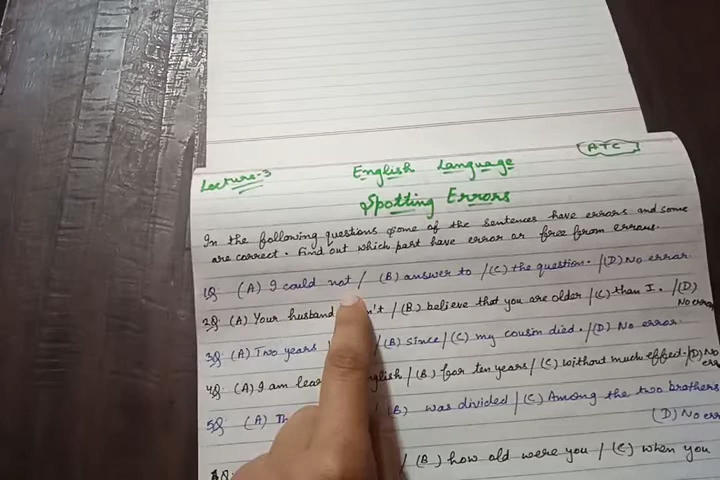 Lecture-3 English Language ATC
Spotting Errors
In the following questions some of the sentences have errors and some
are correct. Find out which part have error or free from errors.
1Q (A) I could not / (B) answer to / (C) the question. / (D) No error.
2Q (A) Your husband / (B) believe that you are older / (C) than I. / (D)
No error
3Q (A) Two years / (B) since / (C) my cousin died. / (D) No error.
4Q (A) I am / (B) for ten years / (C) without much effect. / (D) No
5Q (A) / (B) was divided / (C) Among the two brothers
(D) No
/ (B) how old were you / (C) when you